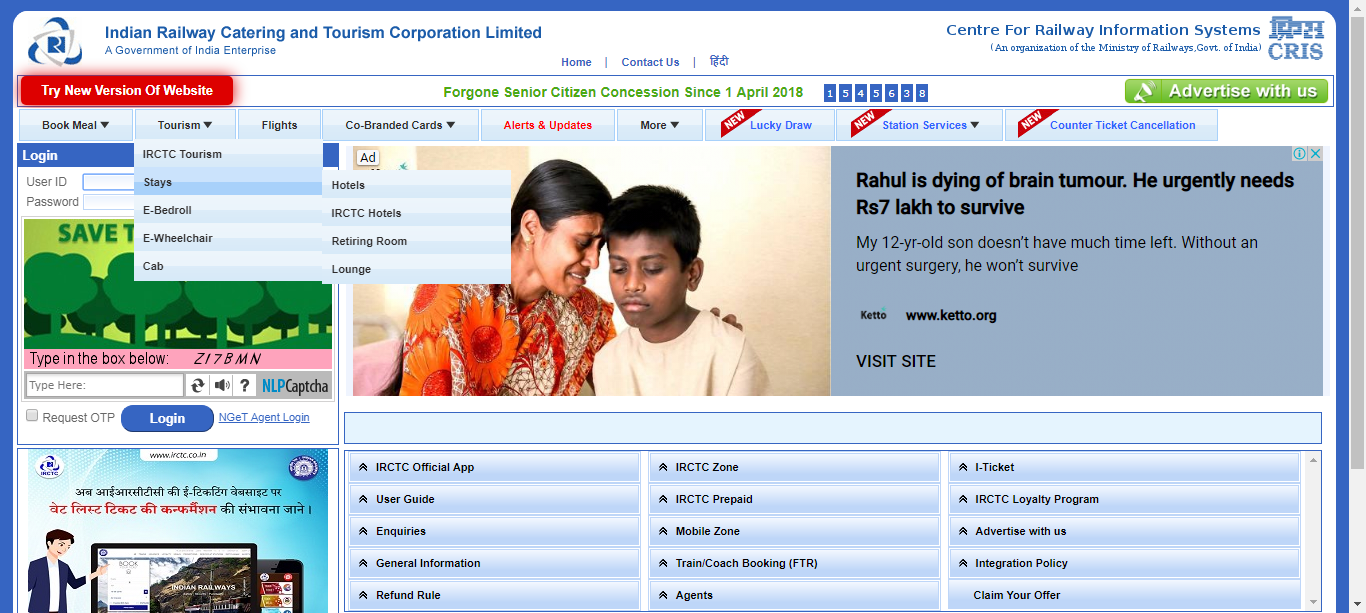 Indian Railway Catering and Tourism Corporation Limited
A Government of India Enterprise
Centre For Railway Information Systems
(An organization of the Ministry of Railways,Govt. of India)
CRIS
Home | Contact Us | हिंदी
Try New Version Of Website
Forgone Senior Citizen Concession Since 1 April 2018
1 5 4 5 6 3 8
Advertise with us
Book Meal
Tourism
Flights
Co-Branded Cards
Alerts & Updates
More
NEW Lucky Draw
NEW Station Services
NEW Counter Ticket Cancellation
Login
User ID
Password
IRCTC Tourism
Stays
E-Bedroll
E-Wheelchair
Cab
Hotels
IRCTC Hotels
Retiring Room
Lounge
SAVE T
Type in the box below: Z17BMN
Type Here:
? NLPCaptcha
Request OTP
Login
NGeT Agent Login
Ad
Rahul is dying of brain tumour. He urgently needs
Rs7 lakh to survive
My 12-yr-old son doesn't have much time left. Without an
urgent surgery, he won't survive
Ketto www.ketto.org
VISIT SITE
www.irctc.co.in
IRCTC
अब आईआरसीटीसी की ई-टिकटिंग वेबसाइट पर
वेट लिस्ट टिकट की कन्फर्मेशन की संभावना जाने।
BOOK
INDIAN RAILWAYS
IRCTC Official App
IRCTC Zone
I-Ticket
User Guide
IRCTC Prepaid
IRCTC Loyalty Program
Enquiries
Mobile Zone
Advertise with us
General Information
Train/Coach Booking (FTR)
Integration Policy
Refund Rule
Agents
Claim Your Offer